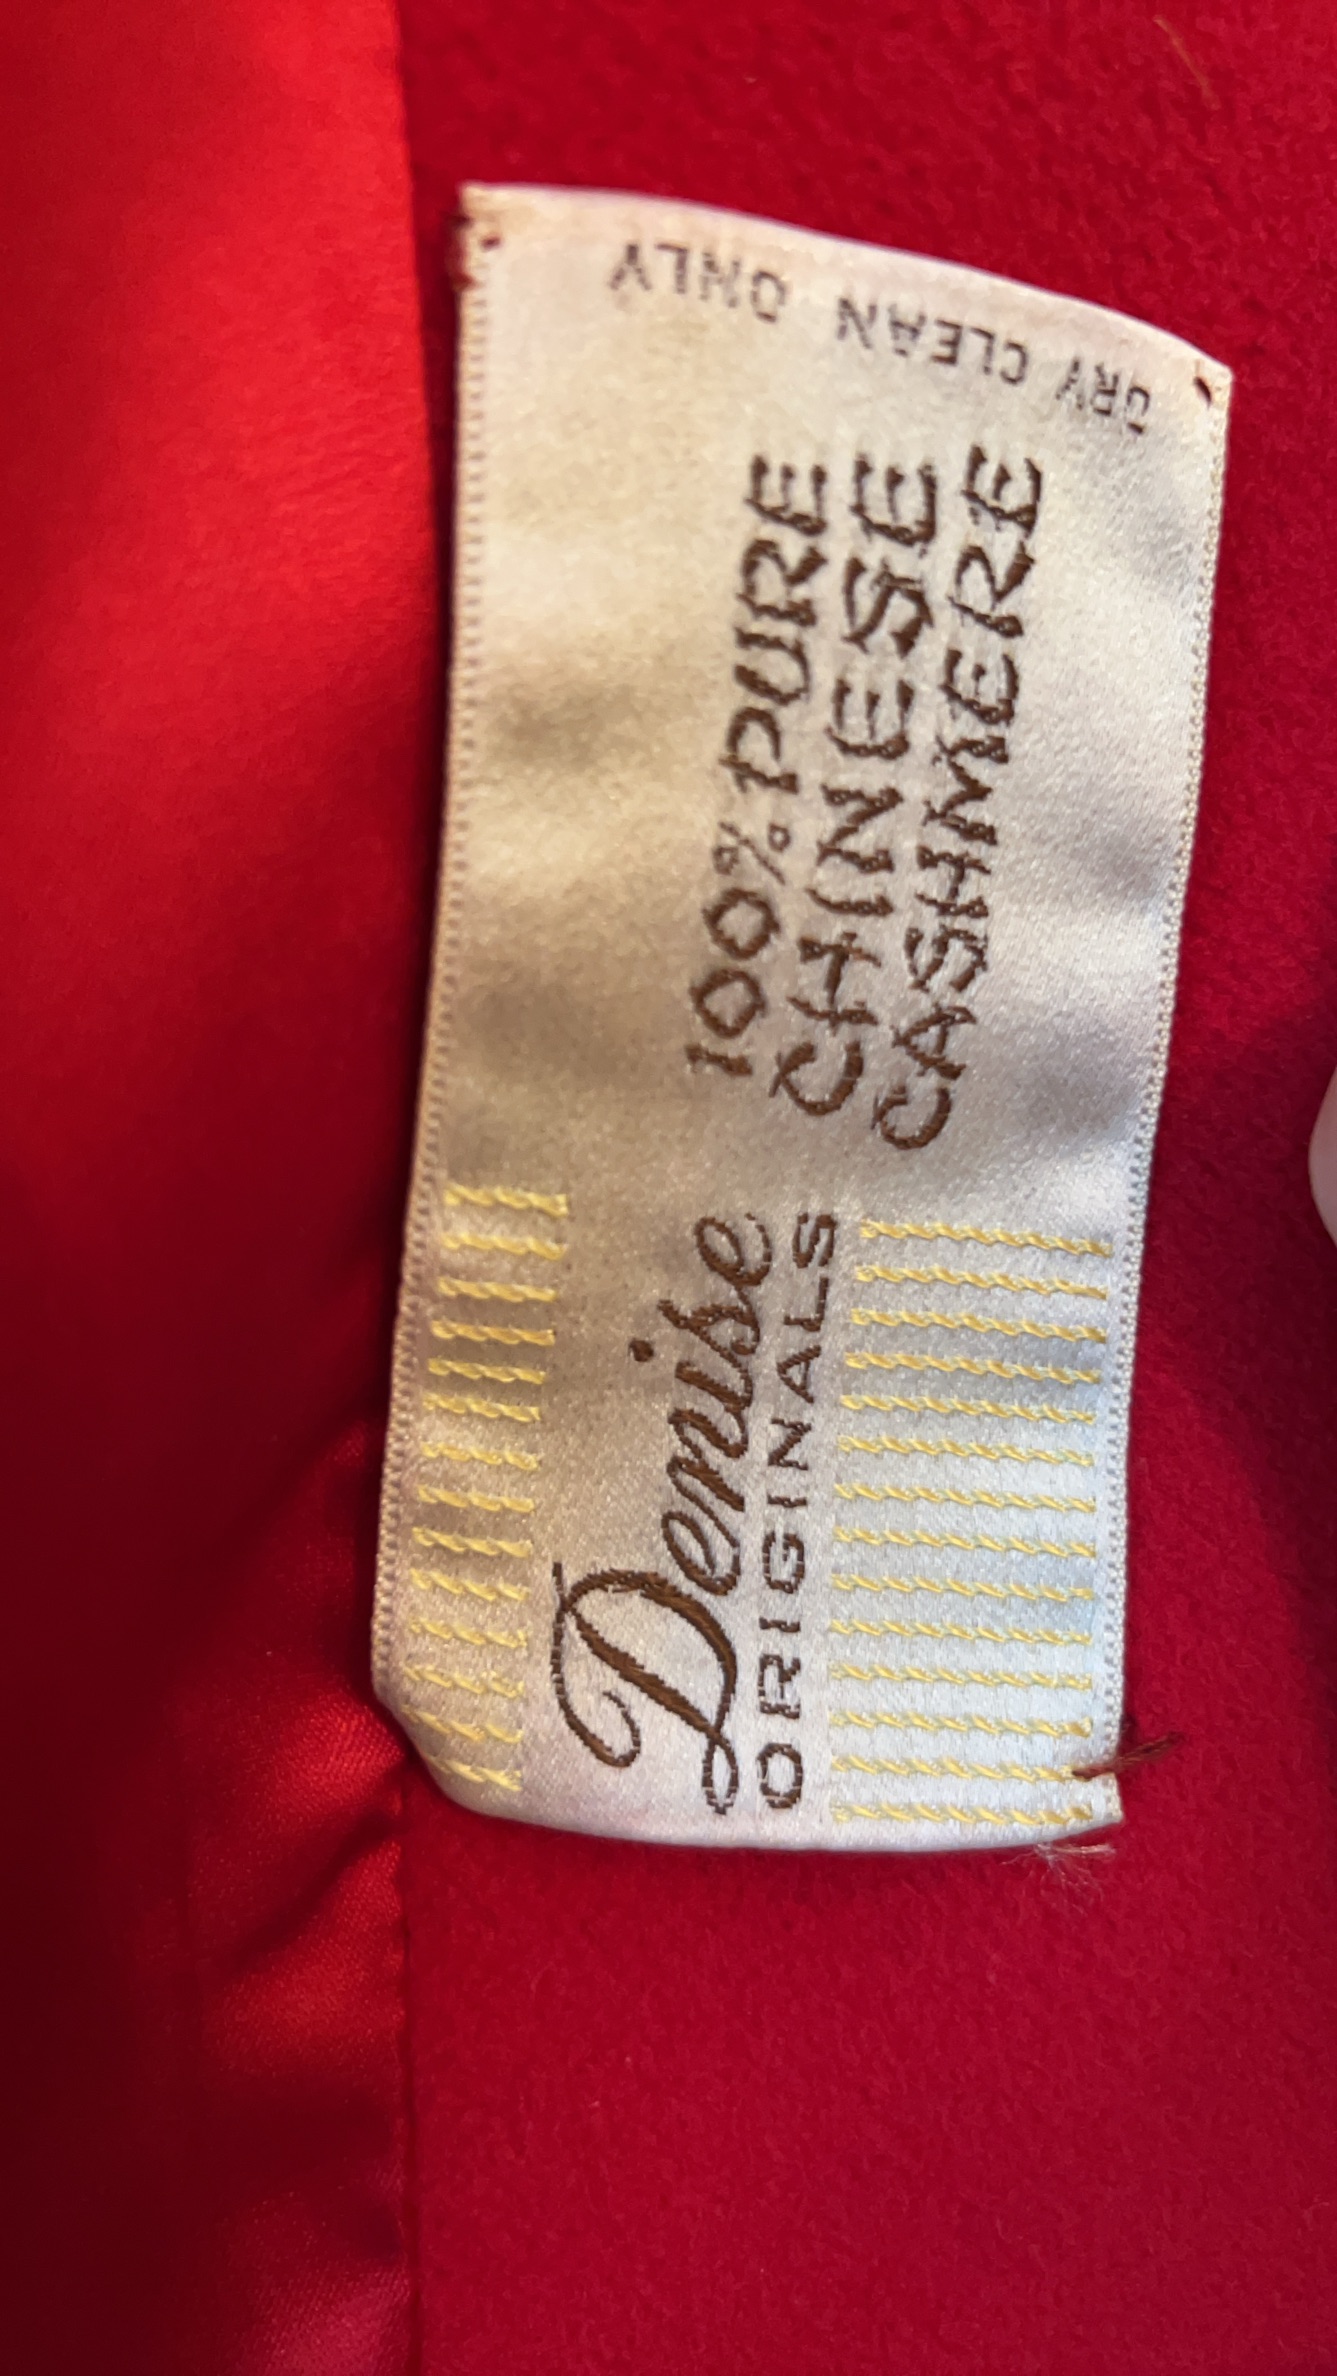 Denise
ORIGINALS
100% PURE
CHINESE
CASHMERE
DRY CLEAN ONLY